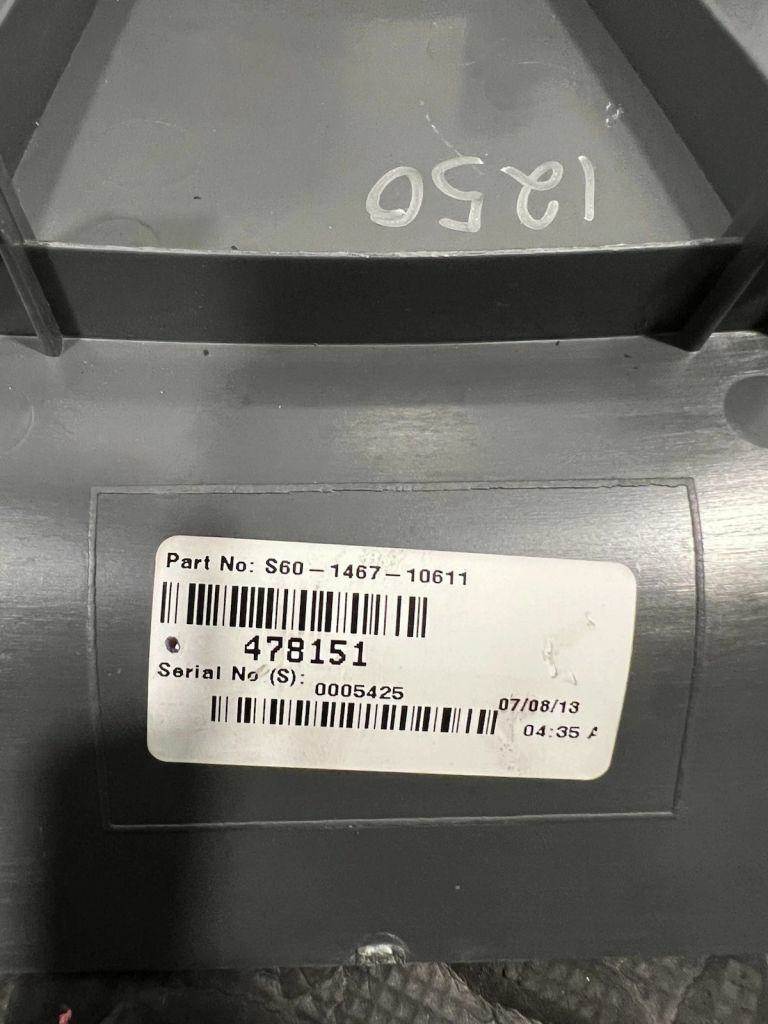 1250
Part No: S60-1467-10611
478151
Serial No (S):
0005425
07/08/13
04:35